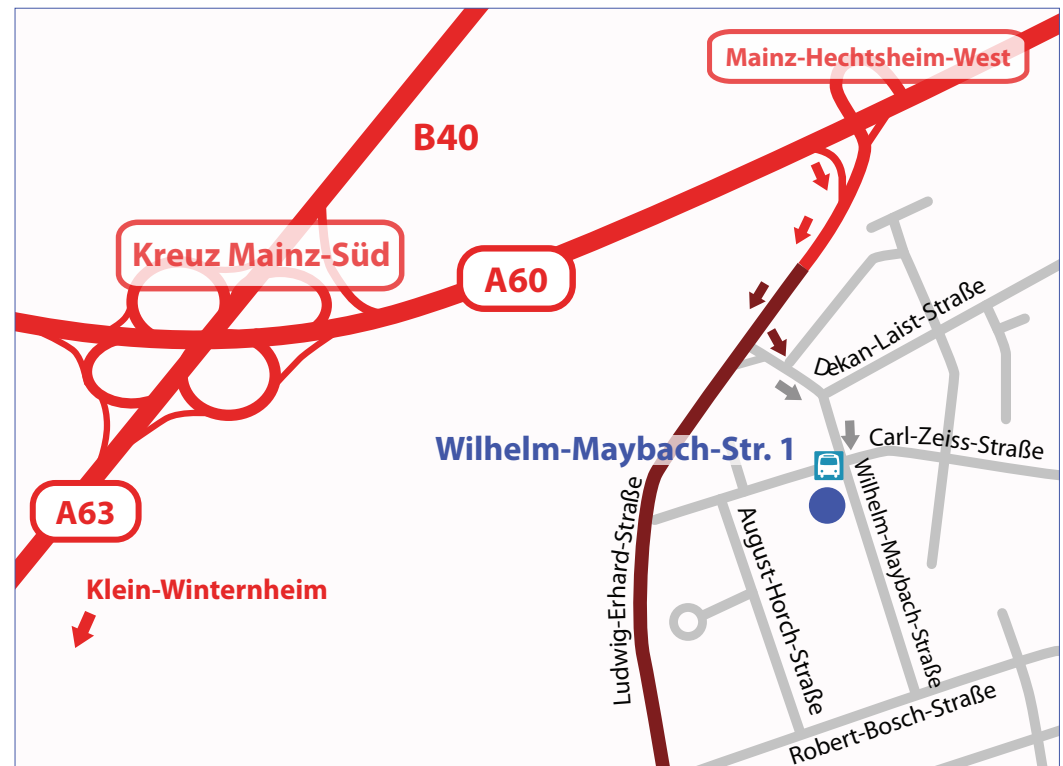 Mainz-Hechtsheim-West
B40
Kreuz Mainz-Süd
A60
Dekan-Laist-Straße
Wilhelm-Maybach-Str. 1
Carl-Zeiss-Straße
A63
Ludwig-Erhard-Straße
August-Horch-Straße
Wilhelm-Maybach-Straße
Klein-Winternheim
Robert-Bosch-Straße